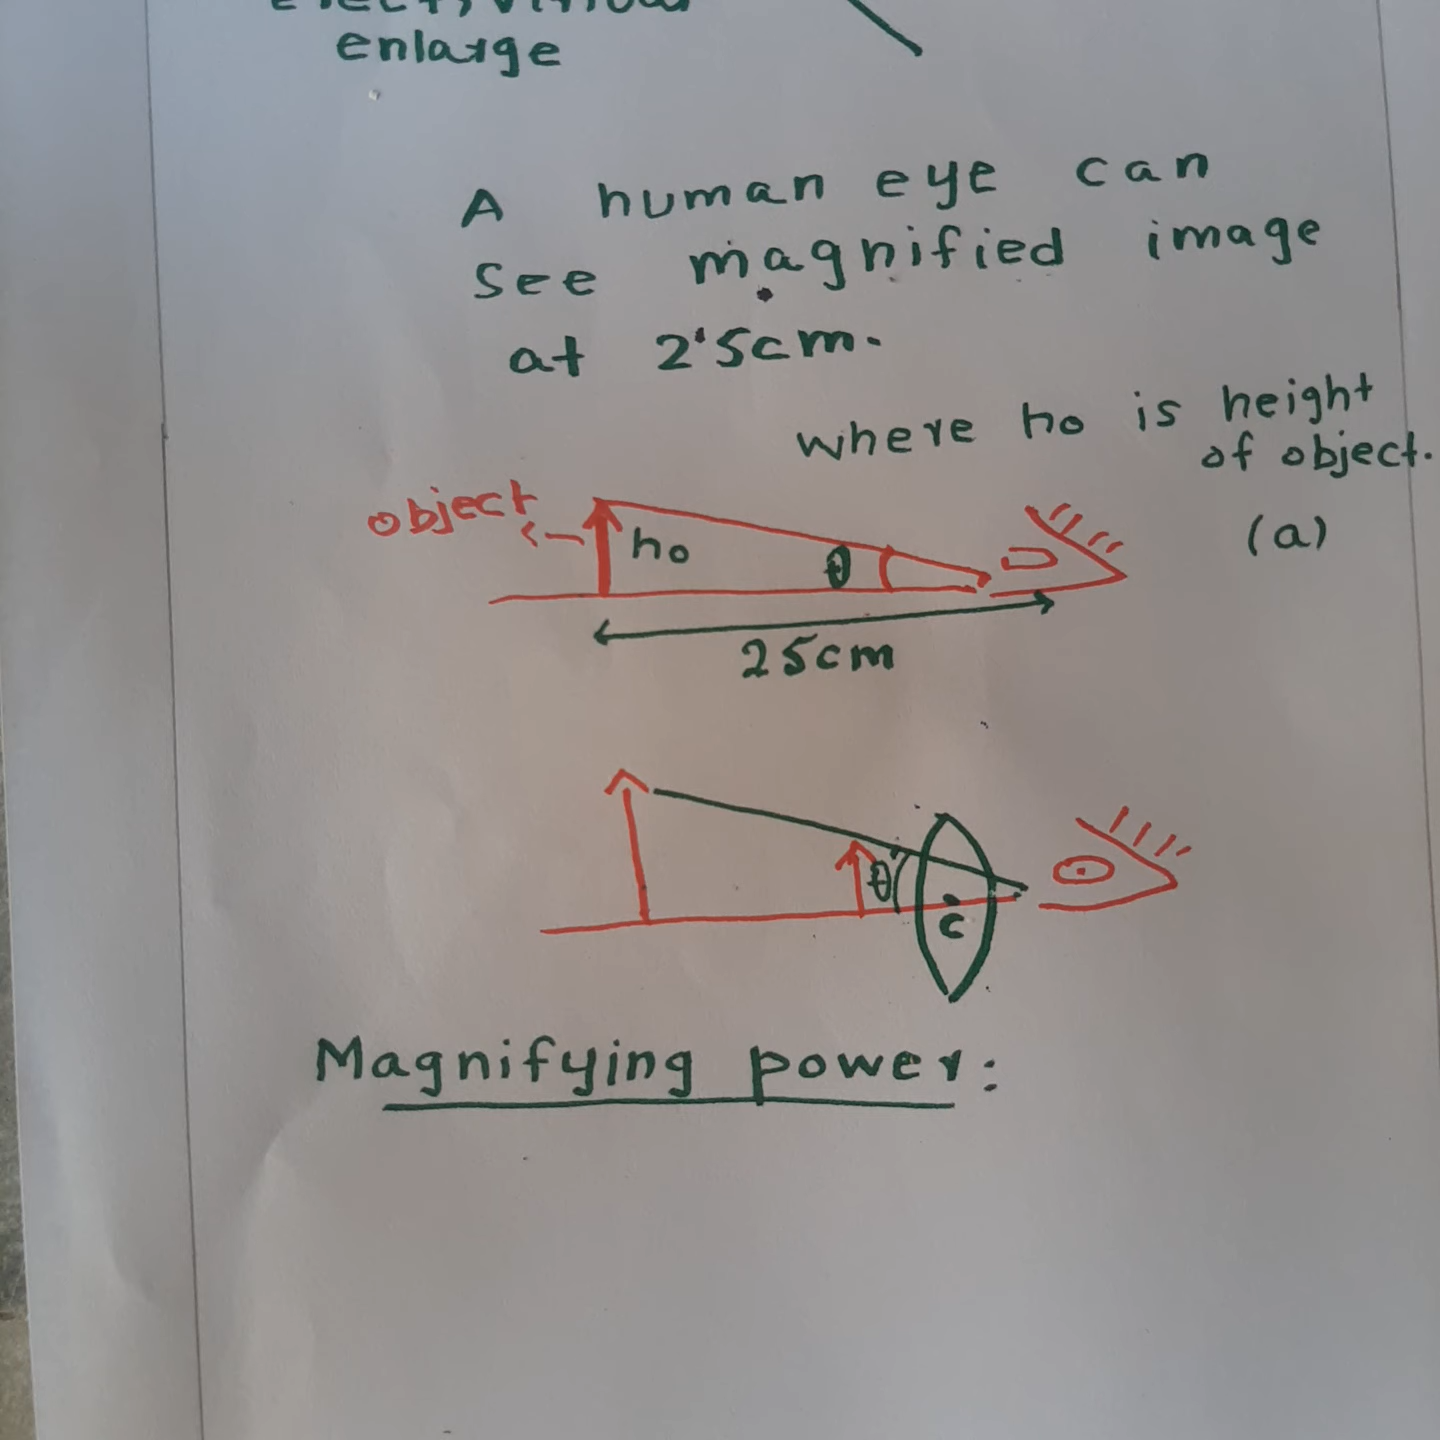 enlarge
A human eye can
see magnified image
at 2.5cm.
where ho is height
of object.
object
ho
θ
(a)
25cm
θ
c
Magnifying power: